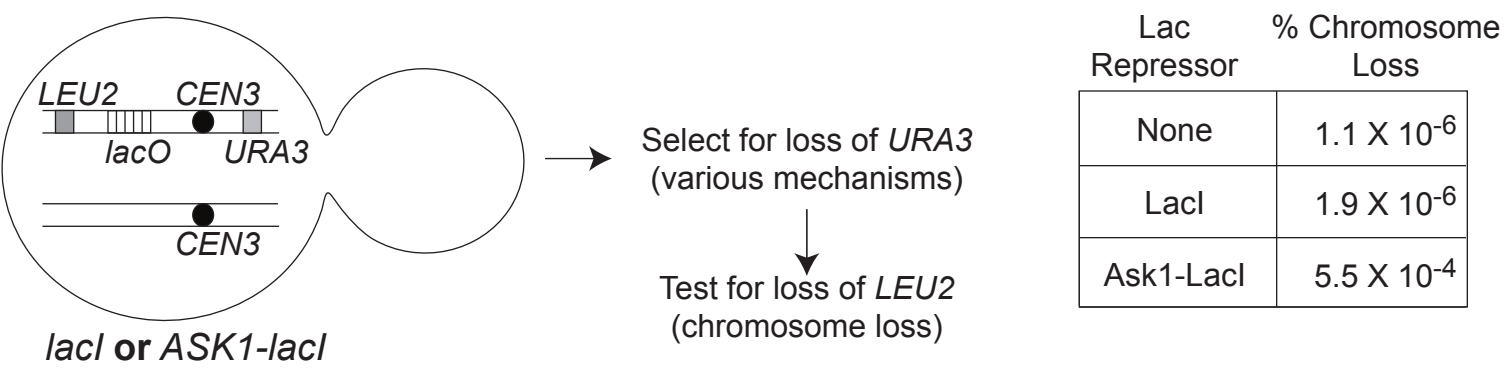 LEU2 CEN3
lacO URA3
CEN3
lacI or ASK1-lacI
Select for loss of URA3
(various mechanisms)
Test for loss of LEU2
(chromosome loss)
Lac Repressor
% Chromosome Loss
None 1.1 X 10-6
LacI 1.9 X 10-6
Ask1-LacI 5.5 X 10-4